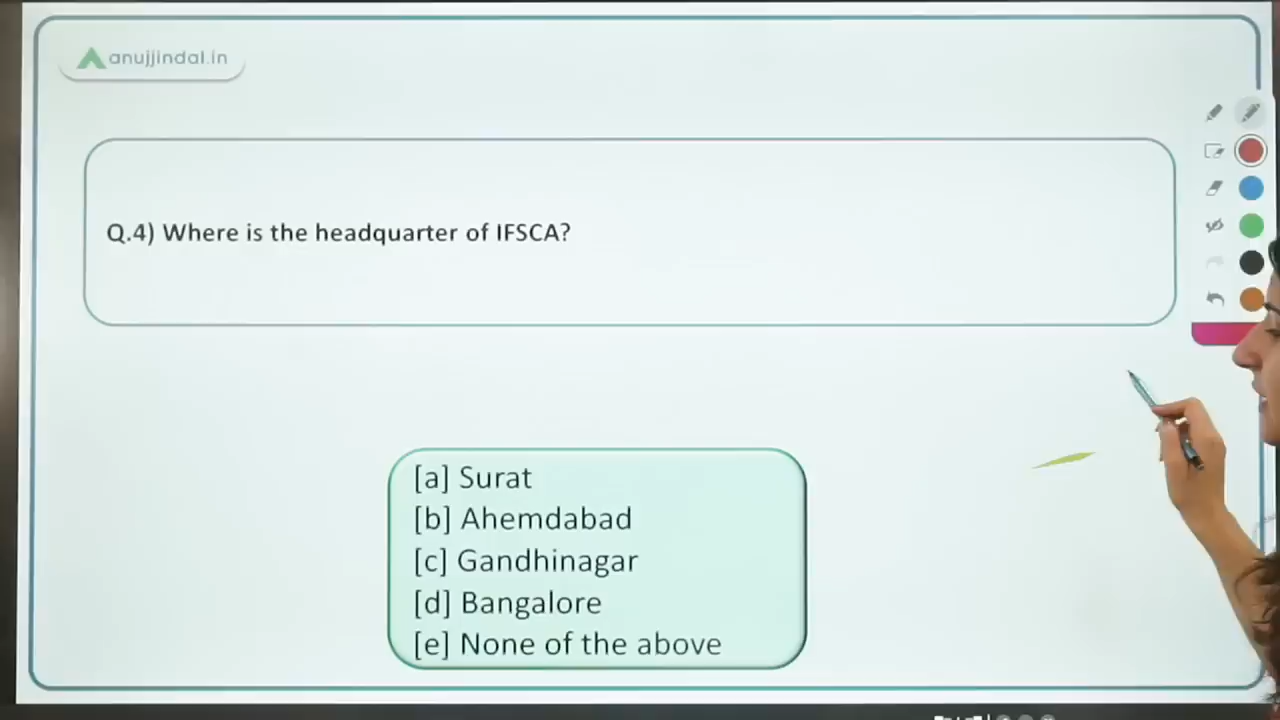 anujjindal.in
Q.4) Where is the headquarter of IFSCA?
[a] Surat
[b] Ahemdabad
[c] Gandhinagar
[d] Bangalore
[e] None of the above